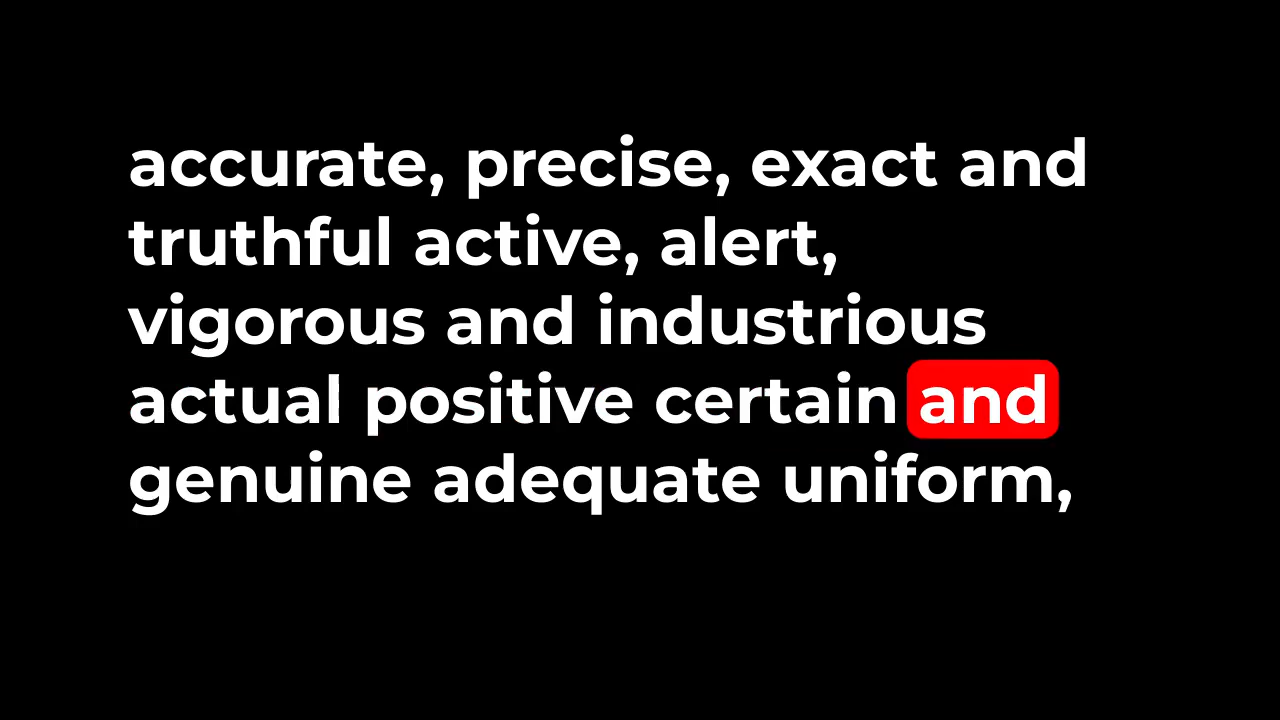 accurate, precise, exact and
truthful active, alert,
vigorous and industrious
actual positive certain and
genuine adequate uniform,